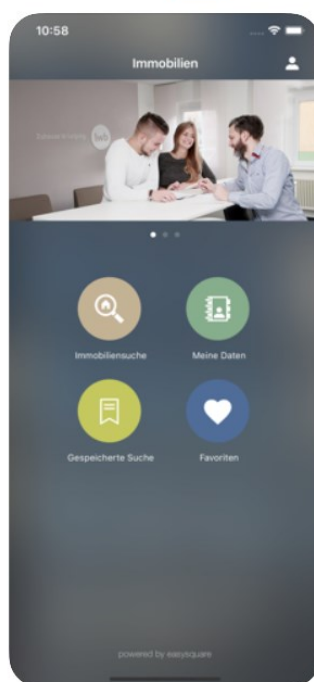 10:58
Immobilien
Immobiliensuche
Meine Daten
Gespeicherte Suche
Favoriten
powered by easysquare